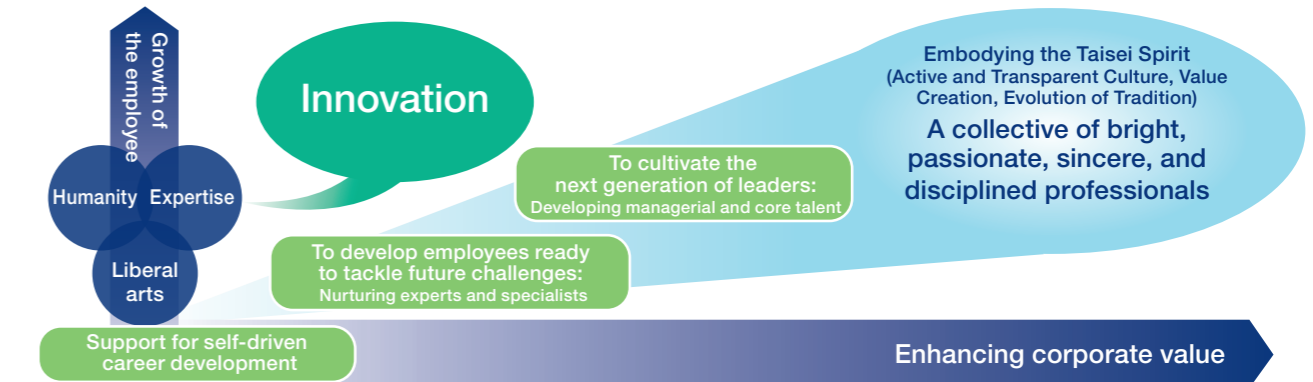 Growth of
the employee
Humanity
Expertise
Liberal
arts
Innovation
Support for self-driven
career development
To develop employees ready
to tackle future challenges:
Nurturing experts and specialists
To cultivate the
next generation of leaders:
Developing managerial and core talent
Embodying the Taisei Spirit
(Active and Transparent Culture, Value
Creation, Evolution of Tradition)
A collective of bright,
passionate, sincere, and
disciplined professionals
Enhancing corporate value